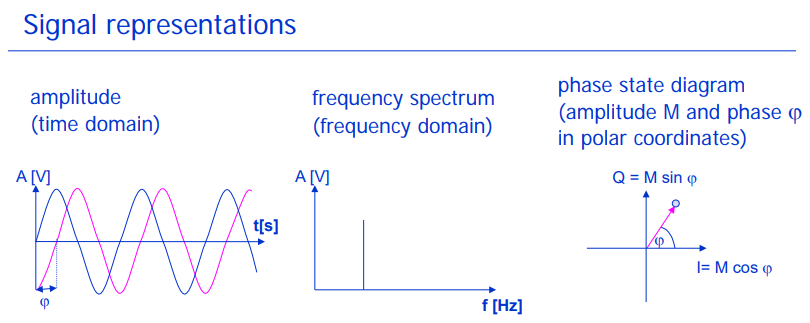 Signal representations
amplitude
(time domain)
A [V]
t[s]
φ
frequency spectrum
(frequency domain)
A [V]
f [Hz]
phase state diagram
(amplitude M and phase φ
in polar coordinates)
Q = M sin φ
φ
I= M cos φ